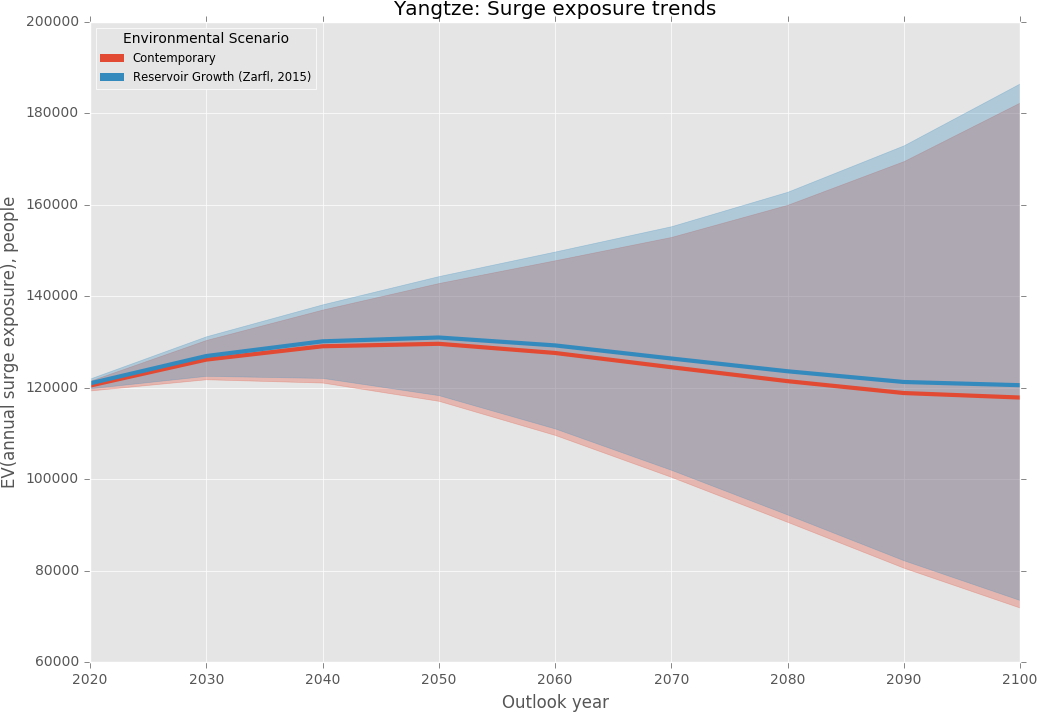 Yangtze: Surge exposure trends
Environmental Scenario
Contemporary
Reservoir Growth (Zarfl, 2015)
EV(annual surge exposure), people
200000
180000
160000
140000
120000
100000
80000
60000
2020 2030 2040 2050 2060 2070 2080 2090 2100
Outlook year